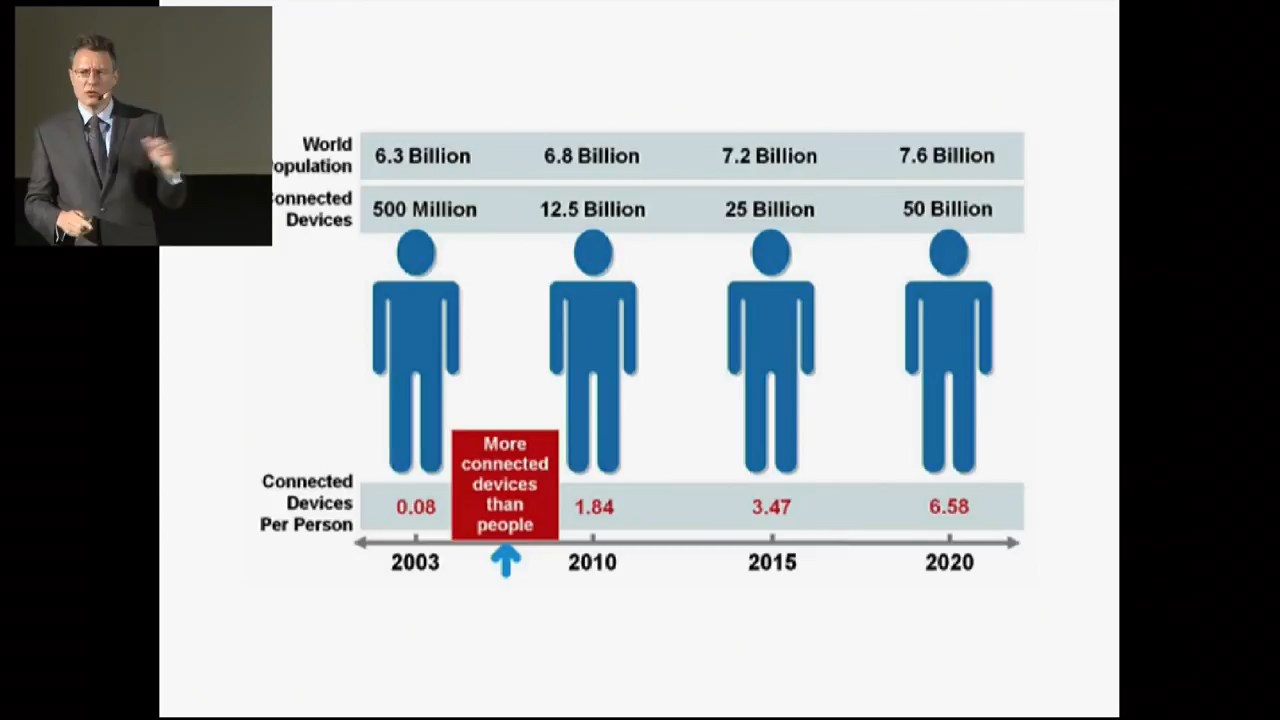 World
opulation
6.3 Billion 6.8 Billion 7.2 Billion 7.6 Billion
onnected
Devices
500 Million 12.5 Billion 25 Billion 50 Billion
More
connected
devices
than
people
Connected
Devices
Per Person
0.08 1.84 3.47 6.58
2003 2010 2015 2020